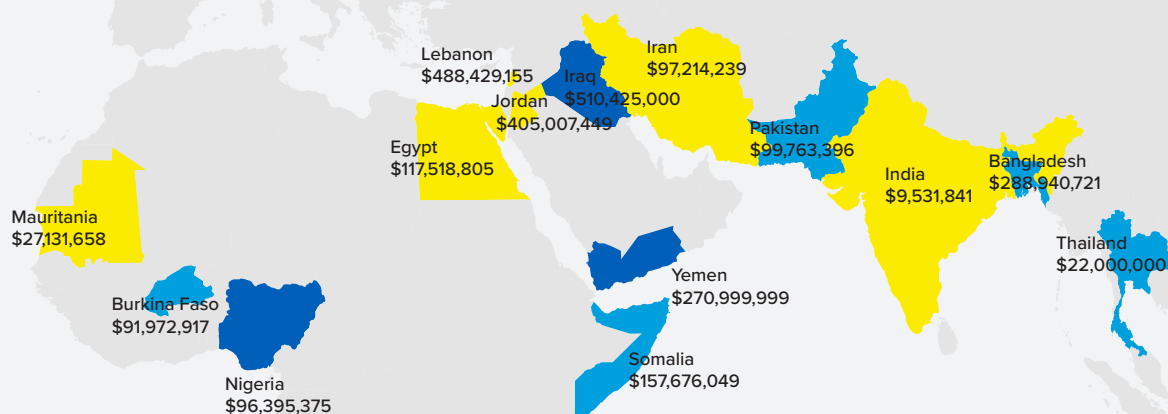 Lebanon
$488,429,155
Iran
$97,214,239
Iraq
$510,425,000
Jordan
$405,007,449
Egypt
$117,518,805
Pakistan
$99,763,396
India
$9,531,841
Bangladesh
$288,940,721
Mauritania
$27,131,658
Thailand
$22,000,000
Yemen
$270,999,999
Burkina Faso
$91,972,917
Somalia
$157,676,049
Nigeria
$96,395,375